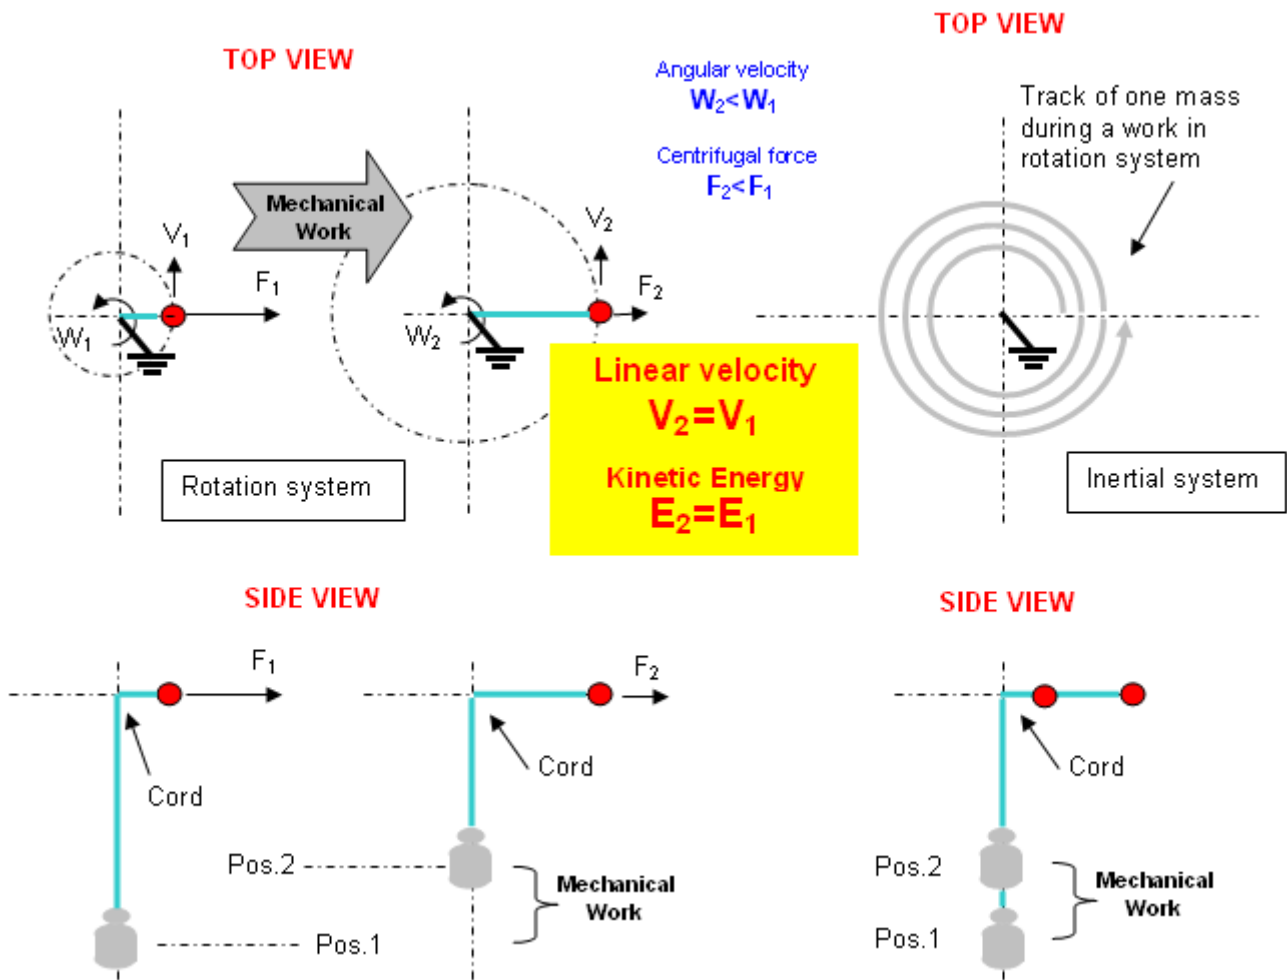 TOP VIEW
TOP VIEW
Angular velocity
W2<W1
Centrifugal force
F2<F1
Track of one mass
during a work in
rotation system
Mechanical
Work
V1
F1
W1
V2
F2
W2
Linear velocity
V2=V1
Kinetic Energy
E2=E1
Rotation system
Inertial system
SIDE VIEW
SIDE VIEW
F1
F2
Cord
Cord
Cord
Pos.2
Pos.1
Mechanical
Work
Pos.2
Pos.1
Mechanical
Work